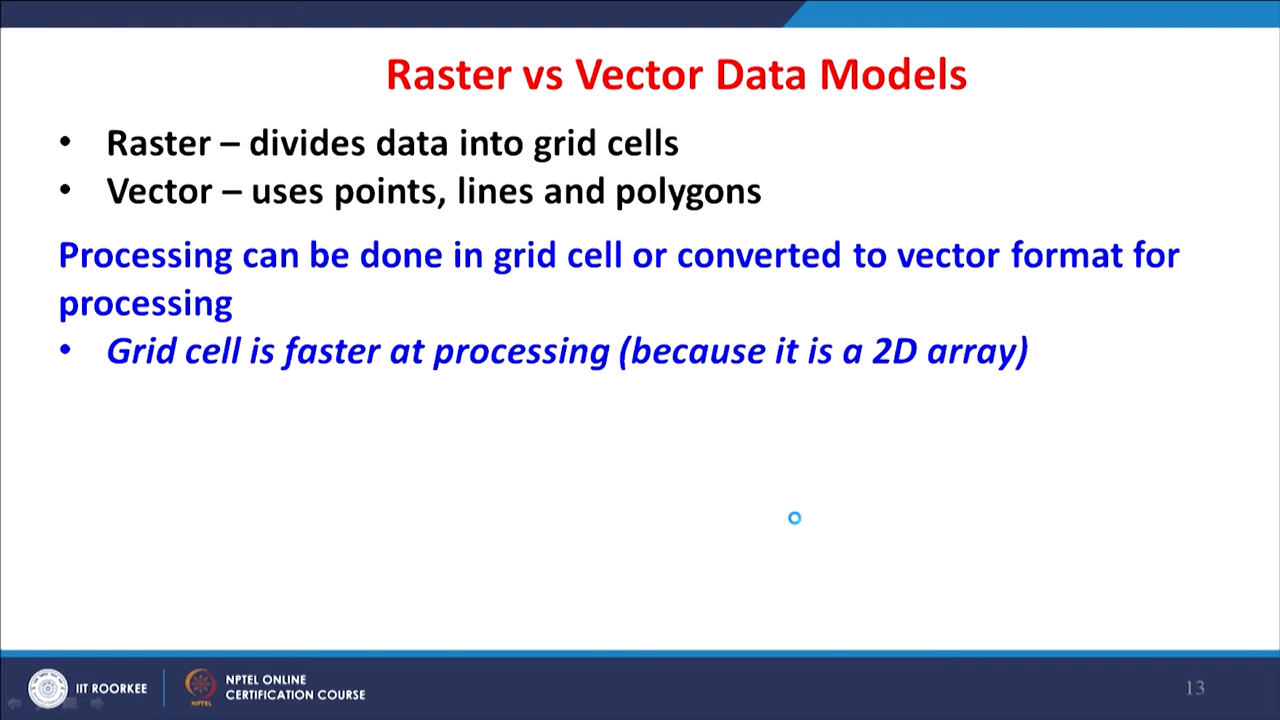 Raster vs Vector Data Models
• Raster – divides data into grid cells
• Vector – uses points, lines and polygons
Processing can be done in grid cell or converted to vector format for
processing
• Grid cell is faster at processing (because it is a 2D array)
IIT ROORKEE
NPTEL
NPTEL ONLINE
CERTIFICATION COURSE
13